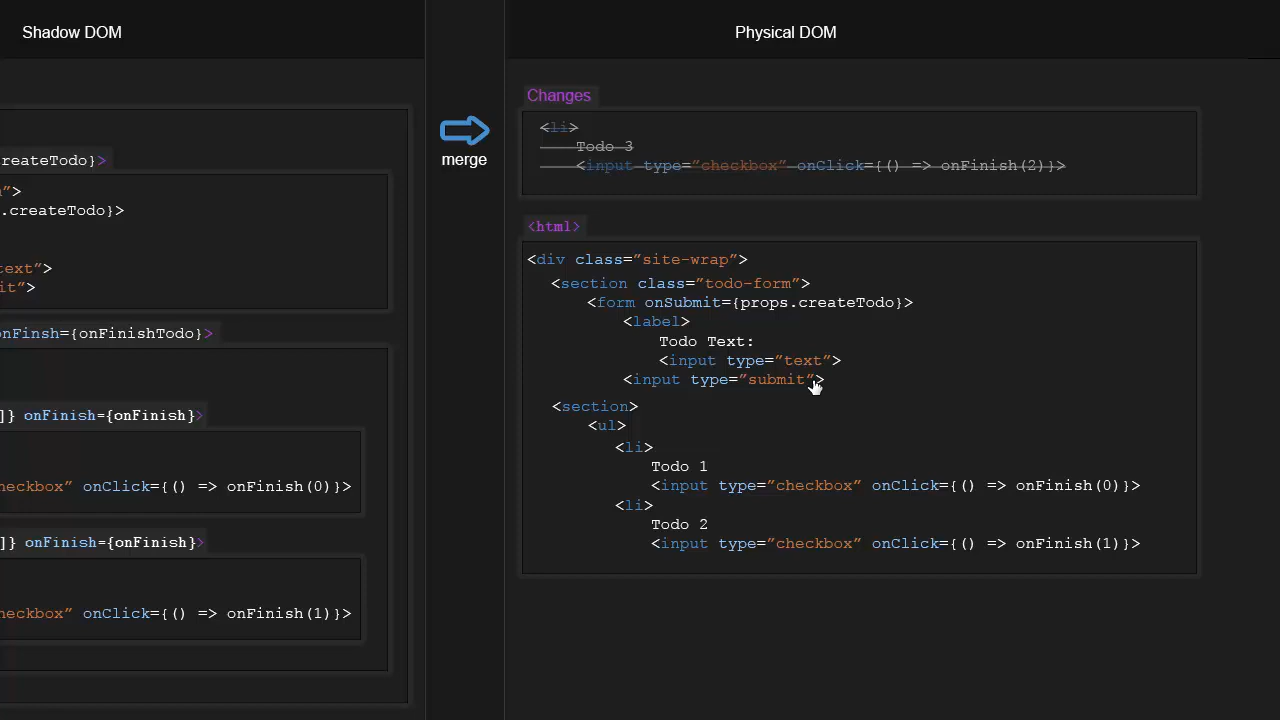 Shadow DOM
createTodo}>
”>
.createTodo}>
text”>
it”>
onFinsh={onFinishTodo}>
]} onFinish={onFinish}>
heckbox” onClick={() => onFinish(0)}>
]} onFinish={onFinish}>
heckbox” onClick={() => onFinish(1)}>
merge
Physical DOM
Changes
<li>
Todo 3
<input type=”checkbox” onClick={() => onFinish(2)}>
<html>
<div class=”site-wrap”>
<section class=”todo-form”>
<form onSubmit={props.createTodo}>
<label>
Todo Text:
<input type=”text”>
<input type=”submit”>
<section>
<ul>
<li>
Todo 1
<input type=”checkbox” onClick={() => onFinish(0)}>
<li>
Todo 2
<input type=”checkbox” onClick={() => onFinish(1)}>